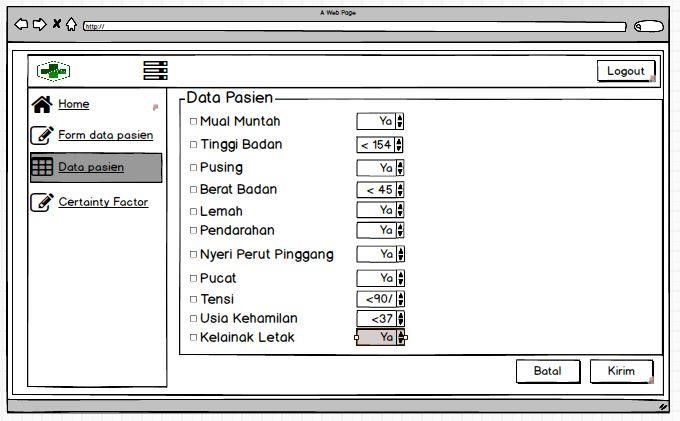 A Web Page
http://
Logout
Home
Form data pasien
Data pasien
Certainty Factor
Data Pasien
Mual Muntah Ya
Tinggi Badan < 154
Pusing Ya
Berat Badan < 45
Lemah Ya
Pendarahan Ya
Nyeri Perut Pinggang Ya
Pucat Ya
Tensi <90/
Usia Kehamilan <37
Kelainak Letak Ya
Batal Kirim